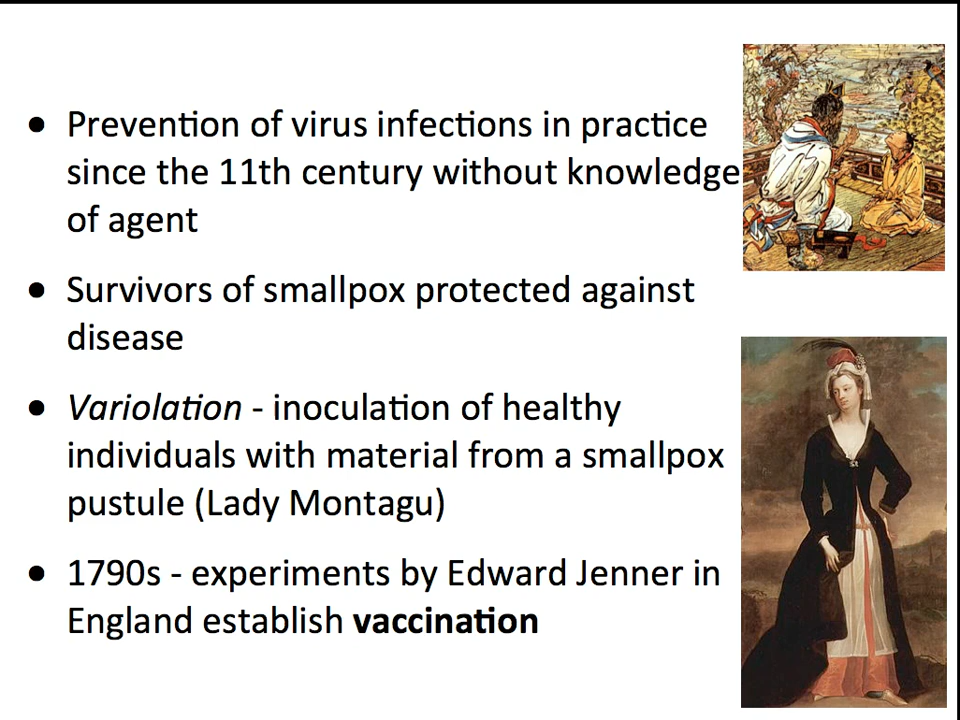 • Prevention of virus infections in practice
since the 11th century without knowledge
of agent
• Survivors of smallpox protected against
disease
• Variolation - inoculation of healthy
individuals with material from a smallpox
pustule (Lady Montagu)
• 1790s - experiments by Edward Jenner in
England establish vaccination